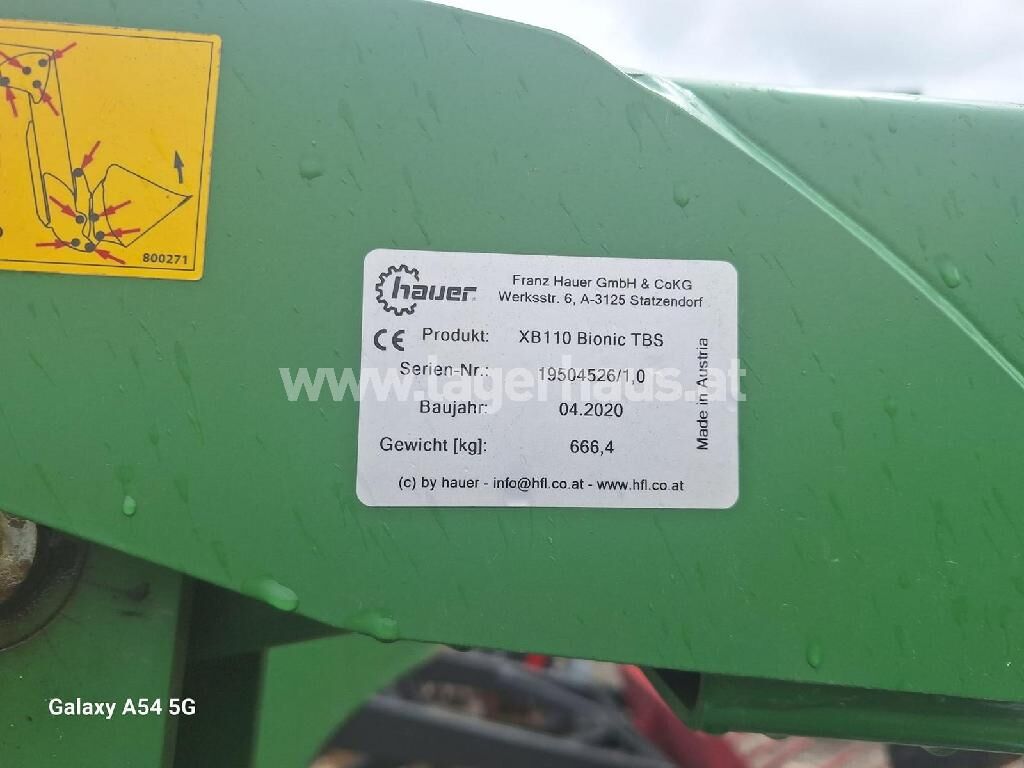 800271
hauer
Franz Hauer GmbH & CoKG
Werksstr. 6, A-3125 Statzendorf
CE Produkt: XB110 Bionic TBS
Serien-Nr.: 19504526/1,0
Baujahr: 04.2020
Gewicht [kg]: 666,4
Made in Austria
(c) by hauer - info@hfl.co.at - www.hfl.co.at
www.lagerhaus.at
Galaxy A54 5G